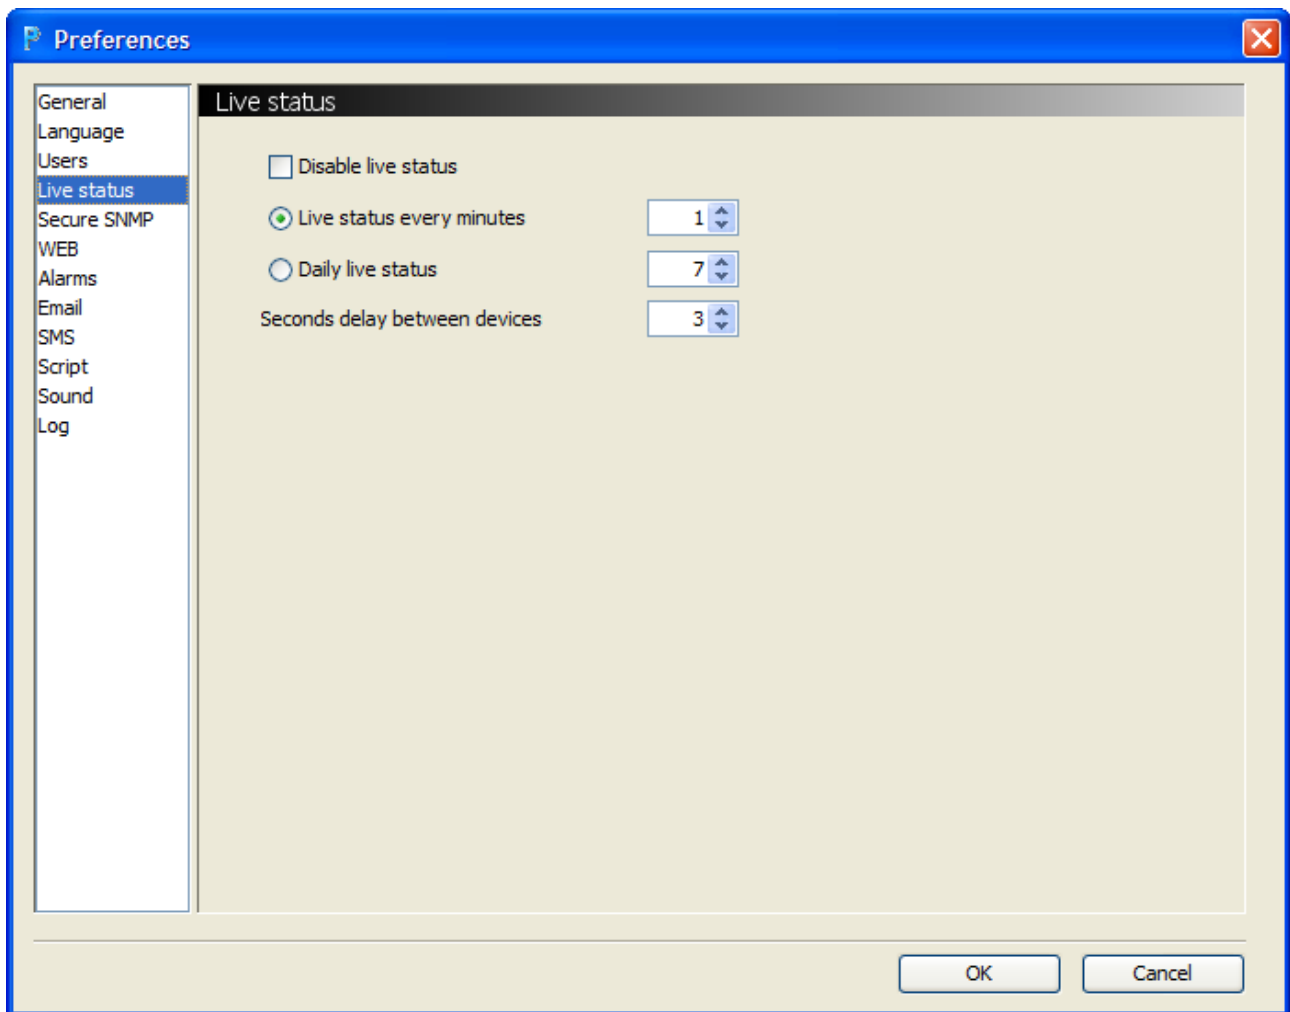 Preferences
General
Language
Users
Live status
Secure SNMP
WEB
Alarms
Email
SMS
Script
Sound
Log
Live status
Disable live status
Live status every minutes 1
Daily live status 7
Seconds delay between devices 3
OK Cancel